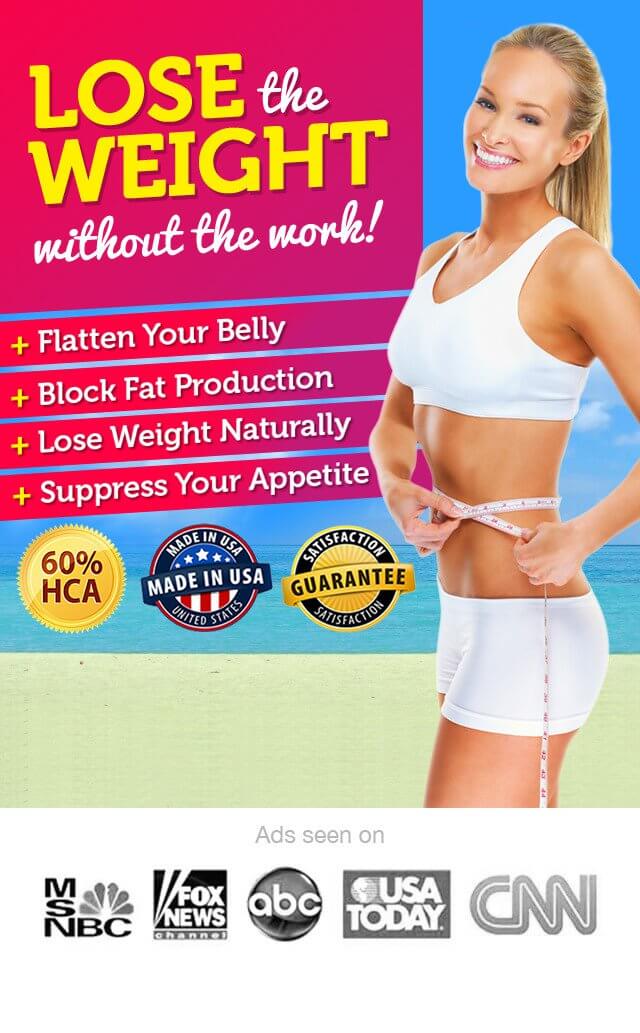 LOSE the
WEIGHT
without the work!
+ Flatten Your Belly
+ Block Fat Production
+ Lose Weight Naturally
+ Suppress Your Appetite
60%
HCA
MADE IN USA
MADE IN USA
UNITED STATES
SATISFACTION
GUARANTEE
SATISFACTION
Ads seen on
MSNBC
FOX
NEWS
channel
abc
USA
TODAY
CNN